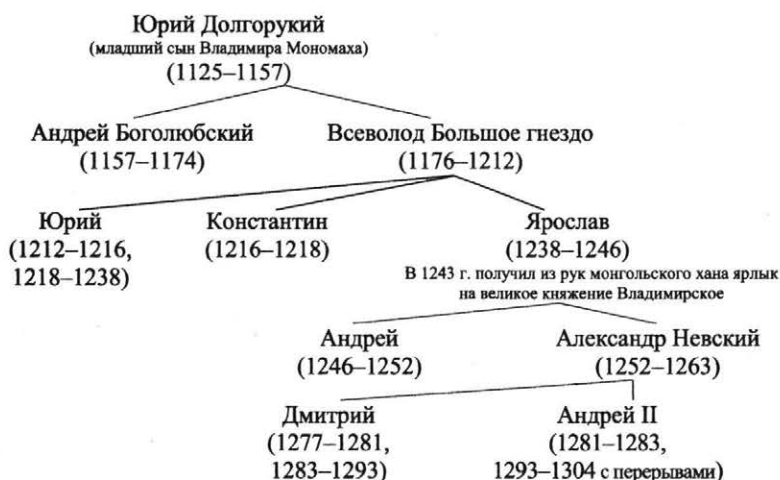 Юрий Долгорукий
(младший сын Владимира Мономаха)
(1125–1157)
Андрей Боголюбский
(1157–1174)
Всеволод Большое гнездо
(1176–1212)
Юрий
(1212–1216,
1218–1238)
Константин
(1216–1218)
Ярослав
(1238–1246)
В 1243 г. получил из рук монгольского хана ярлык
на великое княжение Владимирское
Андрей
(1246–1252)
Александр Невский
(1252–1263)
Дмитрий
(1277–1281,
1283–1293)
Андрей II
(1281–1283,
1293–1304 с перерывами)